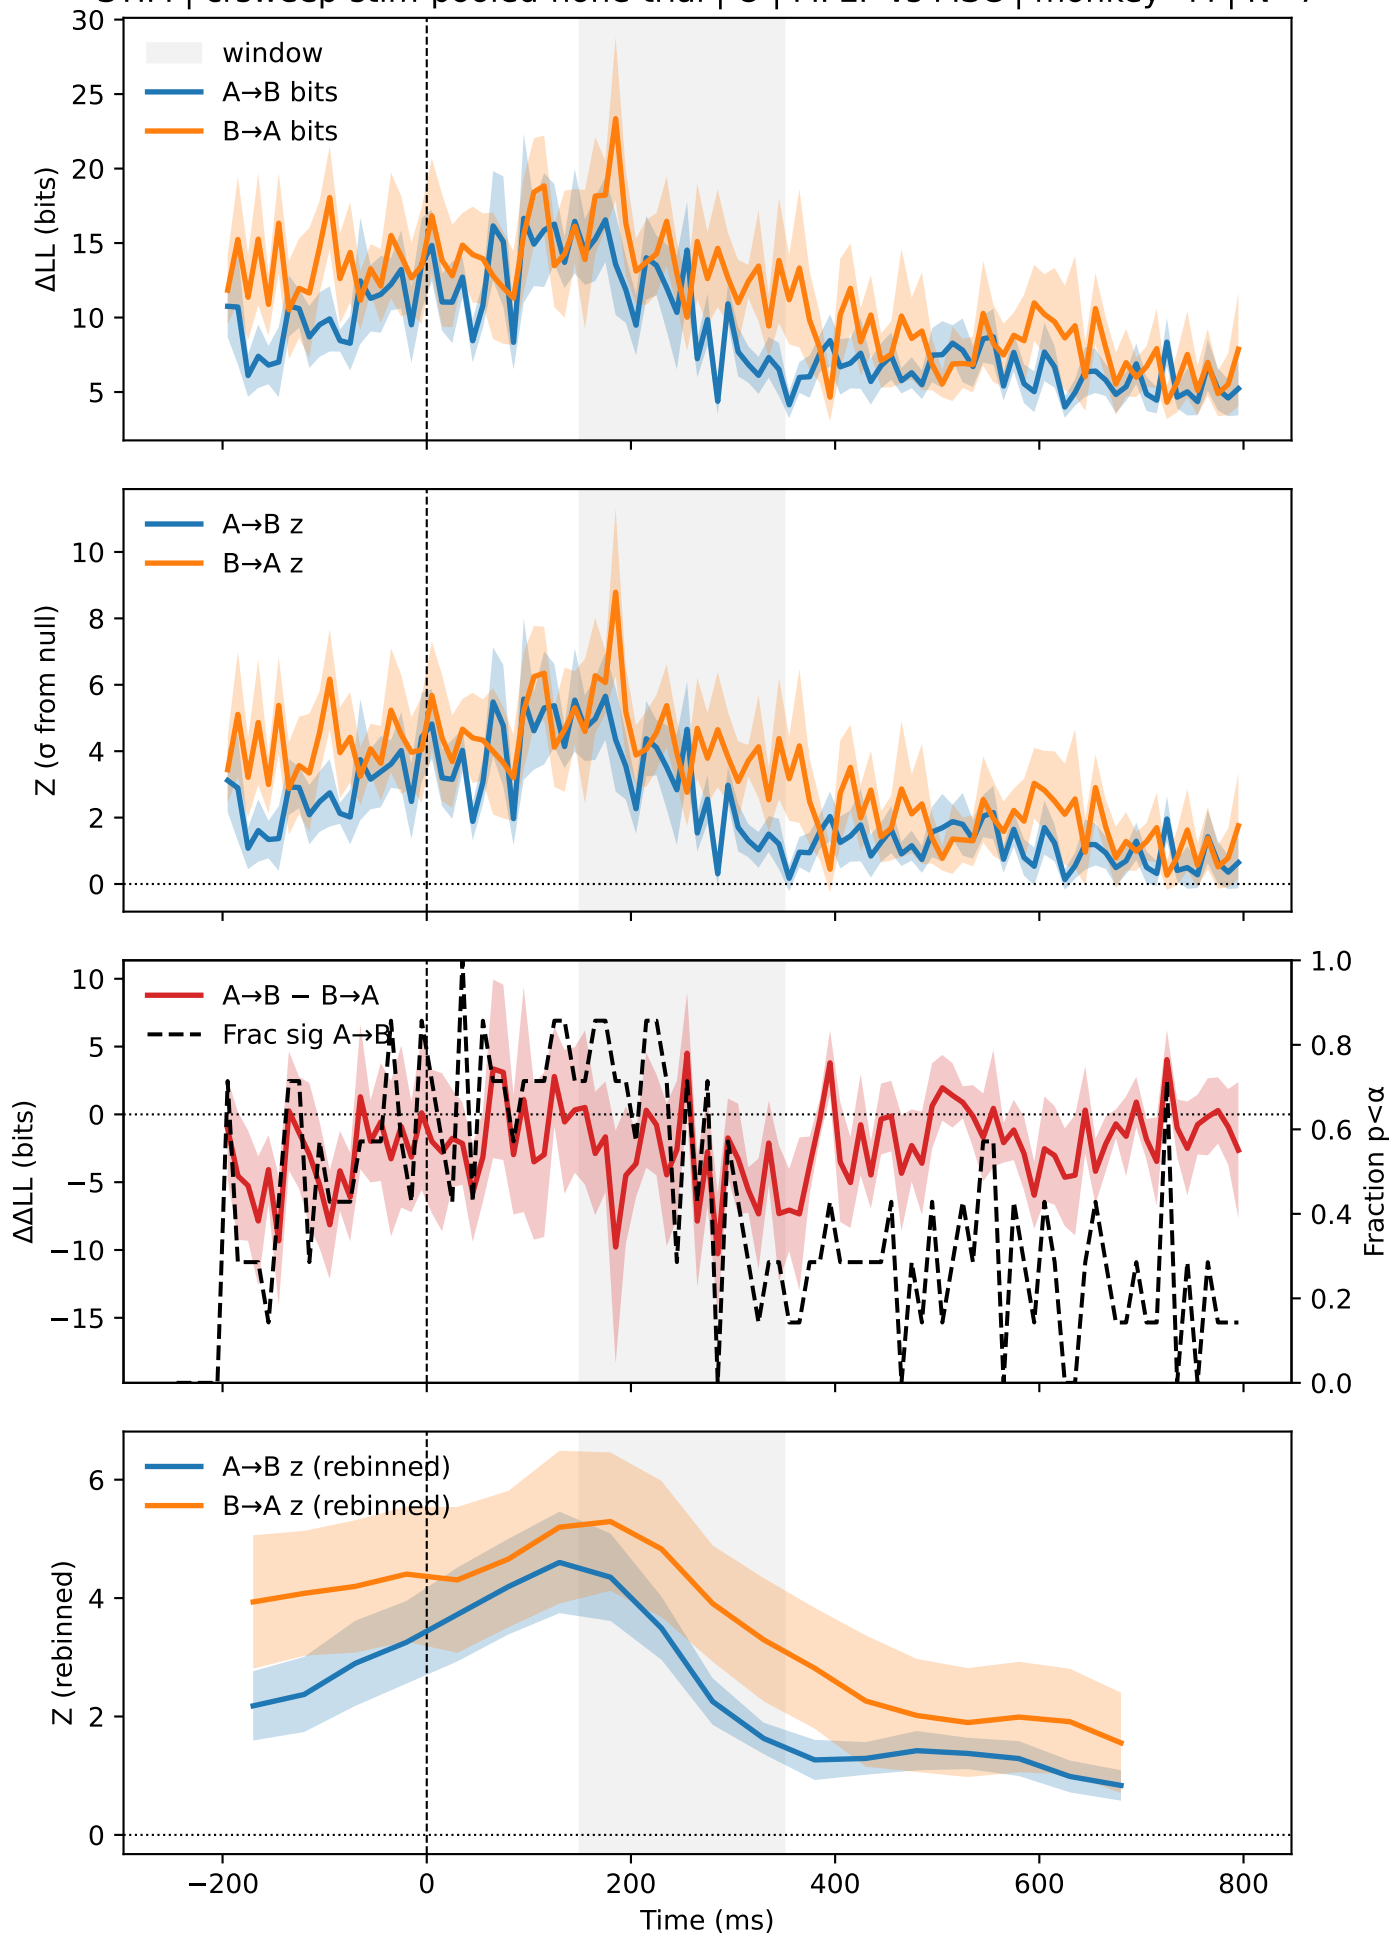 30
25
20
15
10
5
ΔLL (bits)
window
A→B bits
B→A bits
10
8
6
4
2
0
Z (σ from null)
A→B z
B→A z
10
5
0
−5
−10
−15
ΔΔLL (bits)
A→B − B→A
Frac sig A→B
1.0
0.8
0.6
0.4
0.2
0.0
Fraction p<α
6
4
2
0
Z (rebinned)
A→B z (rebinned)
B→A z (rebinned)
−200
0
200
400
600
800
Time (ms)